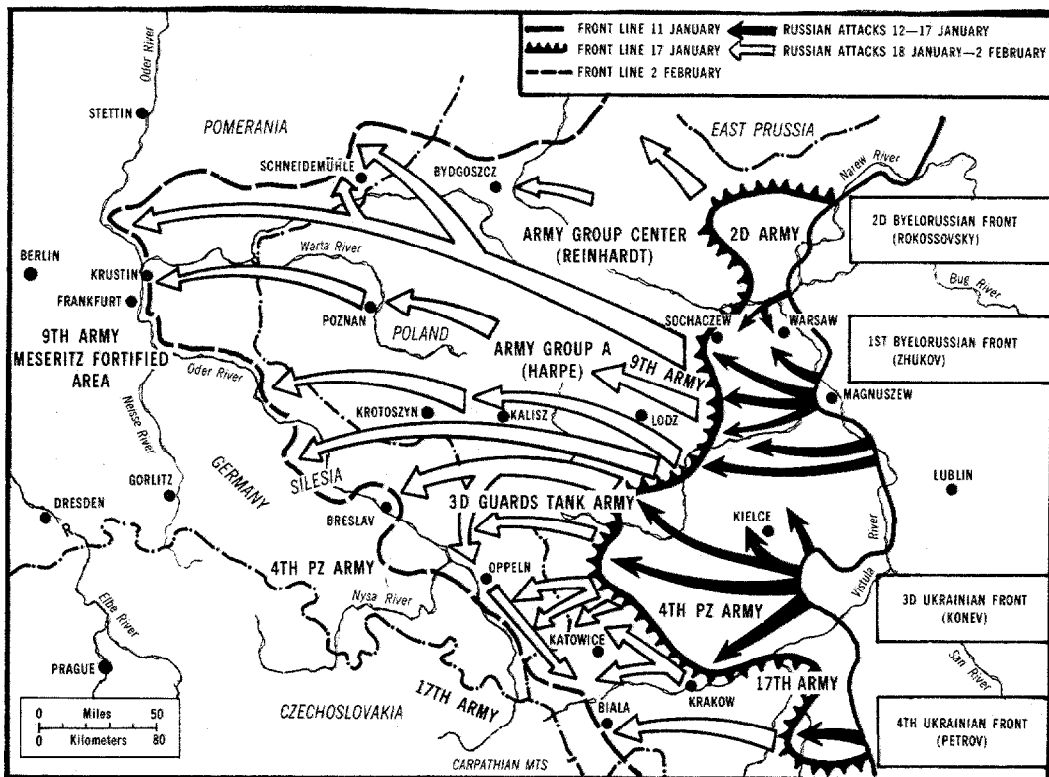 FRONT LINE 11 JANUARY
RUSSIAN ATTACKS 12—17 JANUARY
FRONT LINE 17 JANUARY
RUSSIAN ATTACKS 18 JANUARY—2 FEBRUARY
FRONT LINE 2 FEBRUARY
Oder River
STETTIN
POMERANIA
EAST PRUSSIA
SCHNEIDEMÜHLE
BYDGOSZCZ
Narew River
2D BYELORUSSIAN FRONT
(ROKOSSOVSKY)
ARMY GROUP CENTER
(REINHARDT)
2D ARMY
BERLIN
KRUSTIN
Warta River
Bug River
FRANKFURT
POZNAN
POLAND
SOCHACZEW
WARSAW
1ST BYELORUSSIAN FRONT
(ZHUKOV)
9TH ARMY
MESERITZ FORTIFIED
AREA
ARMY GROUP A
(HARPE)
9TH ARMY
Oder River
MAGNUSZEW
Neisse River
KROTOSZYN
KALISZ
LODZ
GERMANY
SILESIA
GORLITZ
LUBLIN
DRESDEN
BRESLAV
3D GUARDS TANK ARMY
KIELCE
Vistula
River
4TH PZ ARMY
OPPELN
Nysa River
4TH PZ ARMY
3D UKRAINIAN FRONT
(KONEV)
Elbe River
KATOWICE
San River
PRAGUE
17TH ARMY
KRAKOW
17TH ARMY
BIALA
CZECHOSLOVAKIA
4TH UKRAINIAN FRONT
(PETROV)
0 Miles 50
0 Kilometers 80
CARPATHIAN MTS